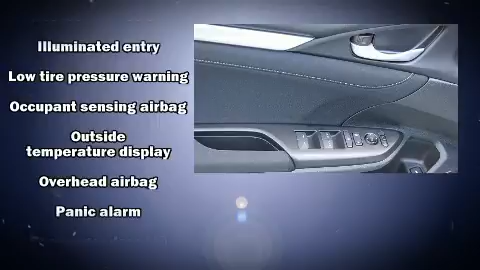 Illuminated entry
Low tire pressure warning
Occupant sensing airbag
Outside
temperature display
Overhead airbag
Panic alarm